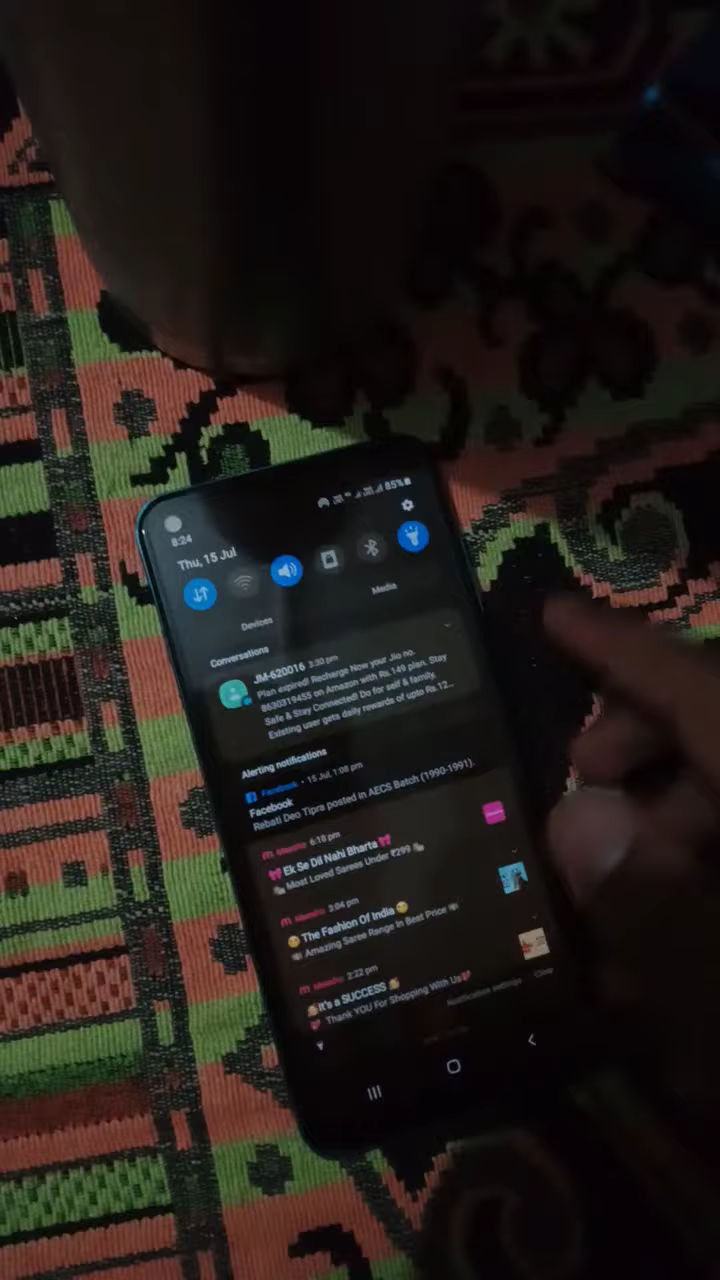 85%
8:24
Thu, 15 Jul
Devices
Media
Conversations
JM-620016 3:30 pm
Plan expired! Recharge Now your Jio no.
8630319455 on Amazon with Rs.149 plan. Stay
Safe & Stay Connected! Do for self & family.
Existing user gets daily rewards of upto Rs.12...
Alerting notifications
Facebook • 15 Jul, 1:08 pm
Facebook
Rebati Deo Tipra posted in AECS Batch (1990-1991).
Meesho 6:18 pm
Ek Se Dil Nahi Bharta
Most Loved Sarees Under ₹299
Meesho 3:04 pm
The Fashion Of India
Amazing Saree Range In Best Price
Meesho 2:22 pm
It's a SUCCESS
Thank YOU For Shopping With Us
Notification settings Clear